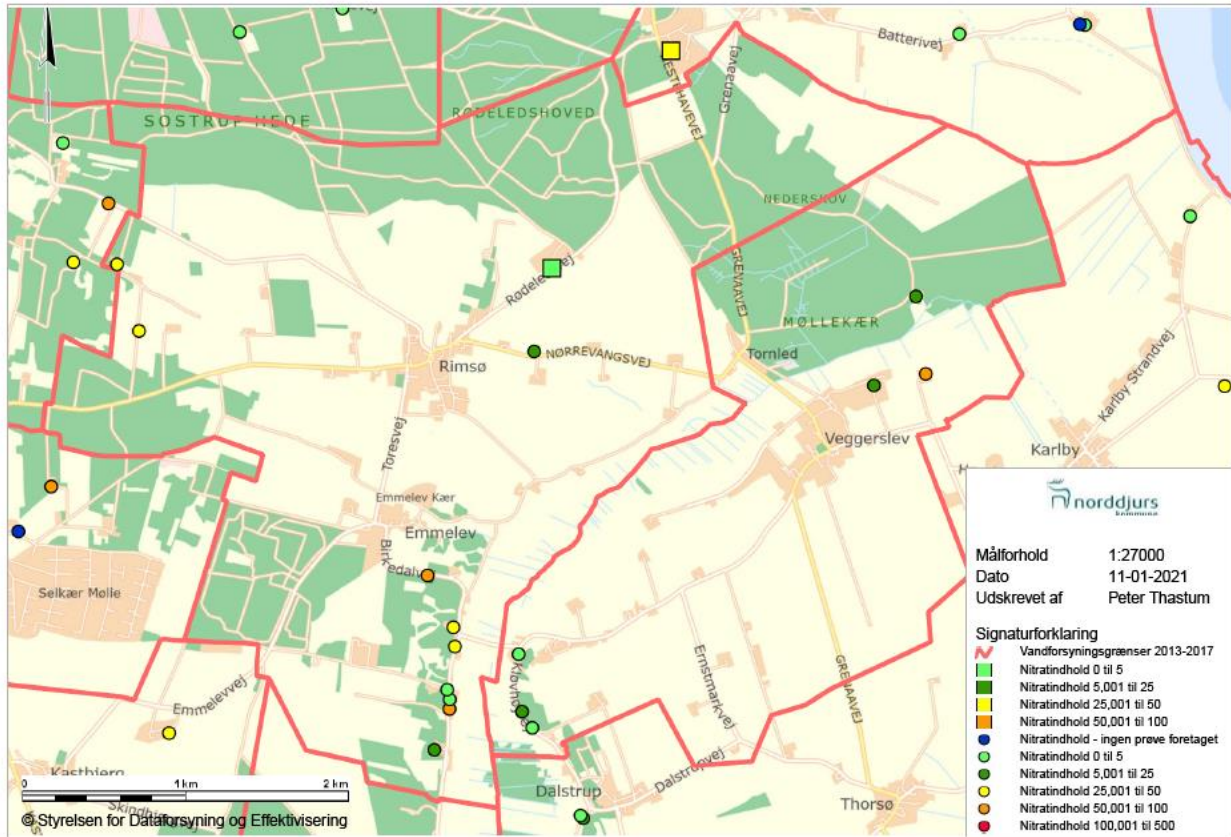 Batterivej
VESTEHAVEVEJ
Grenaavej
RØDELEDSHOVED
SOSTRUP HEDE
NEDERSKOV
GRENAAVEJ
MØLLEKÆR
NØRREVANGSVEJ
Tornled
Rimsø
Karlby Strandvej
Veggerslev
Karlby
Toresvej
Emmelev Kær
Emmelev
Selkær Mølle
Ernstmarkvej
GRENAAVEJ
Emmelevvej
Dalstrupvej
Dalstrup
Thorsø
0 1 km 2 km
© Styrelsen for Dataforsyning og Effektivisering
norddjurs
kommune
Målforhold 1:27000
Dato 11-01-2021
Udskrevet af Peter Thastum
Signaturforklaring
Vandforsyningsgrænser 2013-2017
Nitratindhold 0 til 5
Nitratindhold 5,001 til 25
Nitratindhold 25,001 til 50
Nitratindhold 50,001 til 100
Nitratindhold - ingen prøve foretaget
Nitratindhold 0 til 5
Nitratindhold 5,001 til 25
Nitratindhold 25,001 til 50
Nitratindhold 50,001 til 100
Nitratindhold 100,001 til 500